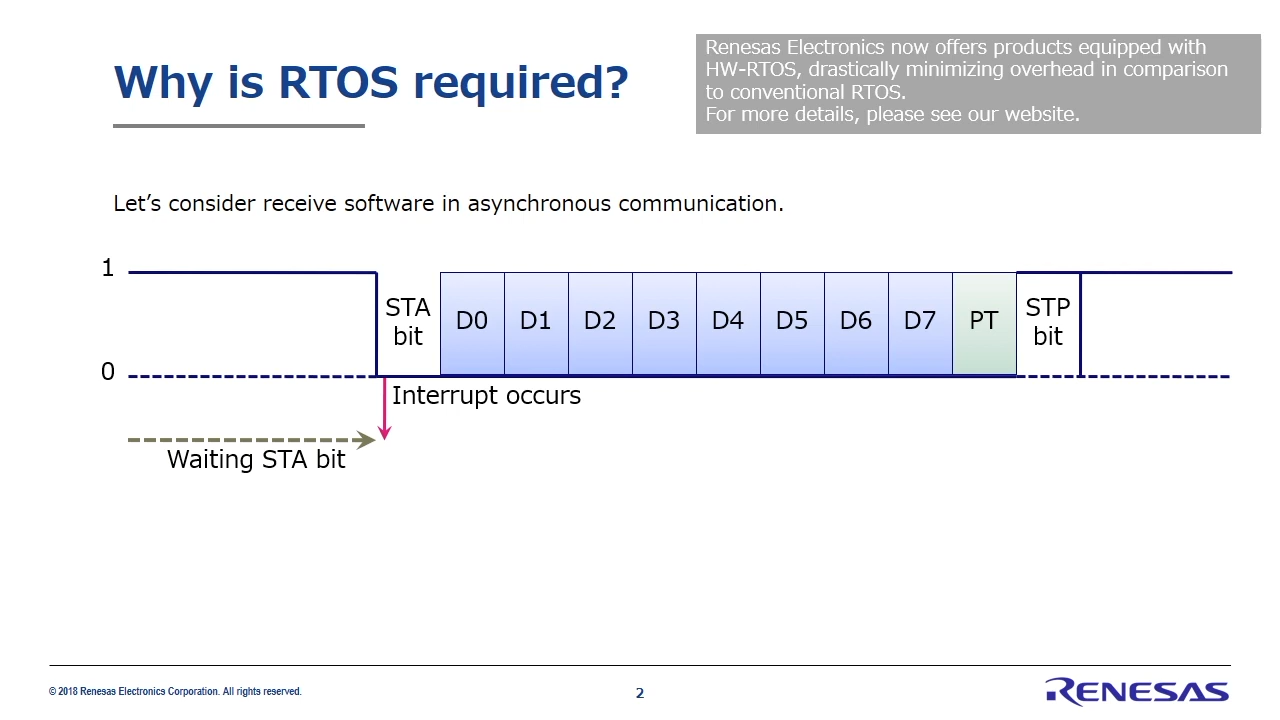 Why is RTOS required?
Renesas Electronics now offers products equipped with
HW-RTOS, drastically minimizing overhead in comparison
to conventional RTOS.
For more details, please see our website.
Let’s consider receive software in asynchronous communication.
1
STA
bit
D0
D1
D2
D3
D4
D5
D6
D7
PT
STP
bit
0
Interrupt occurs
Waiting STA bit
© 2018 Renesas Electronics Corporation. All rights reserved.
2
RENESAS